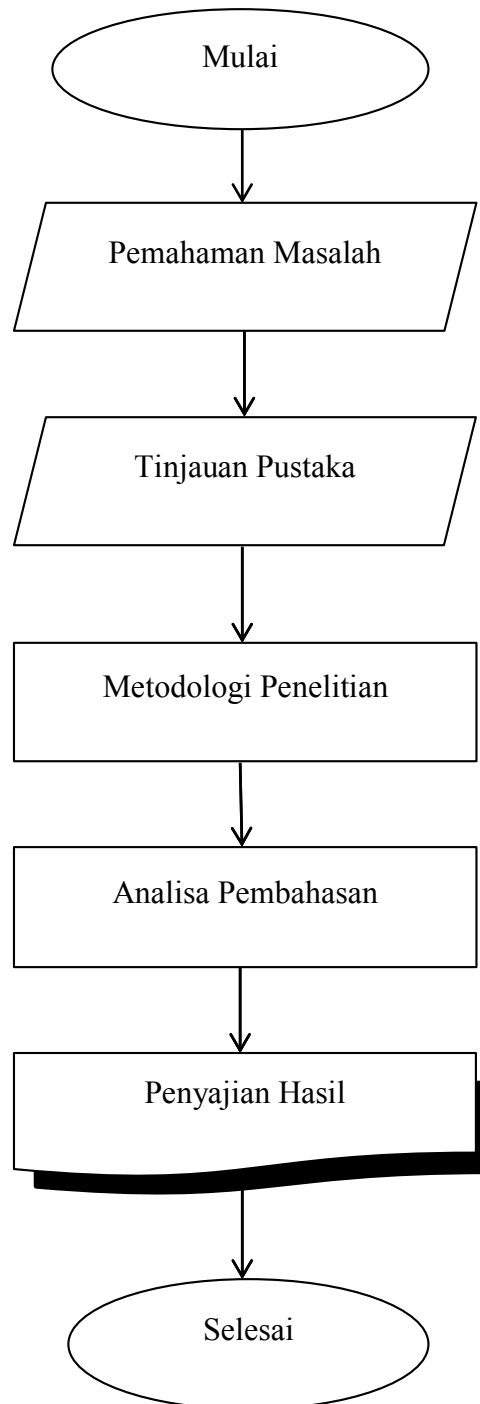 Mulai
Pemahaman Masalah
Tinjauan Pustaka
Metodologi Penelitian
Analisa Pembahasan
Penyajian Hasil
Selesai